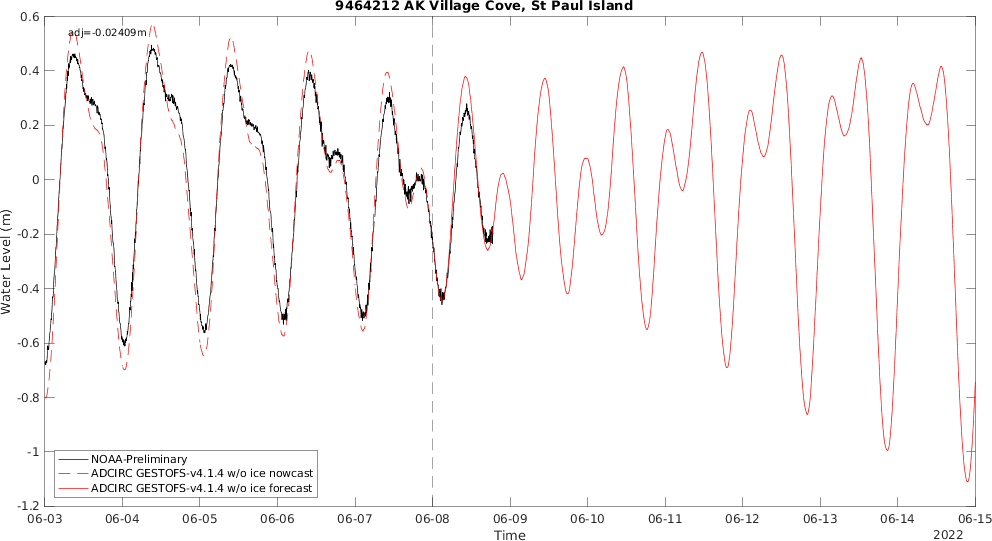 9464212 AK Village Cove, St Paul Island
adj=-0.02409m
0.6
0.4
0.2
0
-0.2
-0.4
-0.6
-0.8
-1
-1.2
Water Level (m)
NOAA-Preliminary
ADCIRC GESTOFS-v4.1.4 w/o ice nowcast
ADCIRC GESTOFS-v4.1.4 w/o ice forecast
06-03 06-04 06-05 06-06 06-07 06-08 06-09 06-10 06-11 06-12 06-13 06-14 06-15
Time
2022